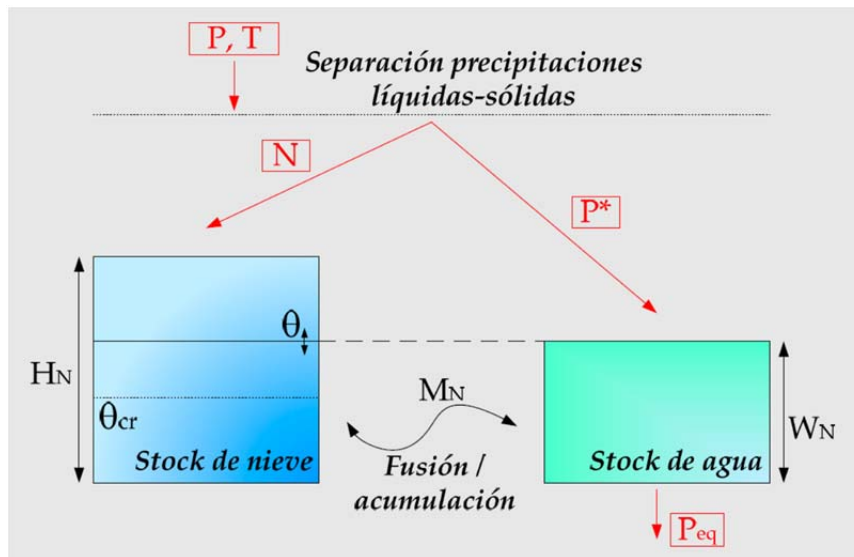 P, T
Separación precipitaciones
líquidas-sólidas
N
P*
θ
HN
θcr
MN
WN
Stock de nieve
Fusión /
acumulación
Stock de agua
Peq